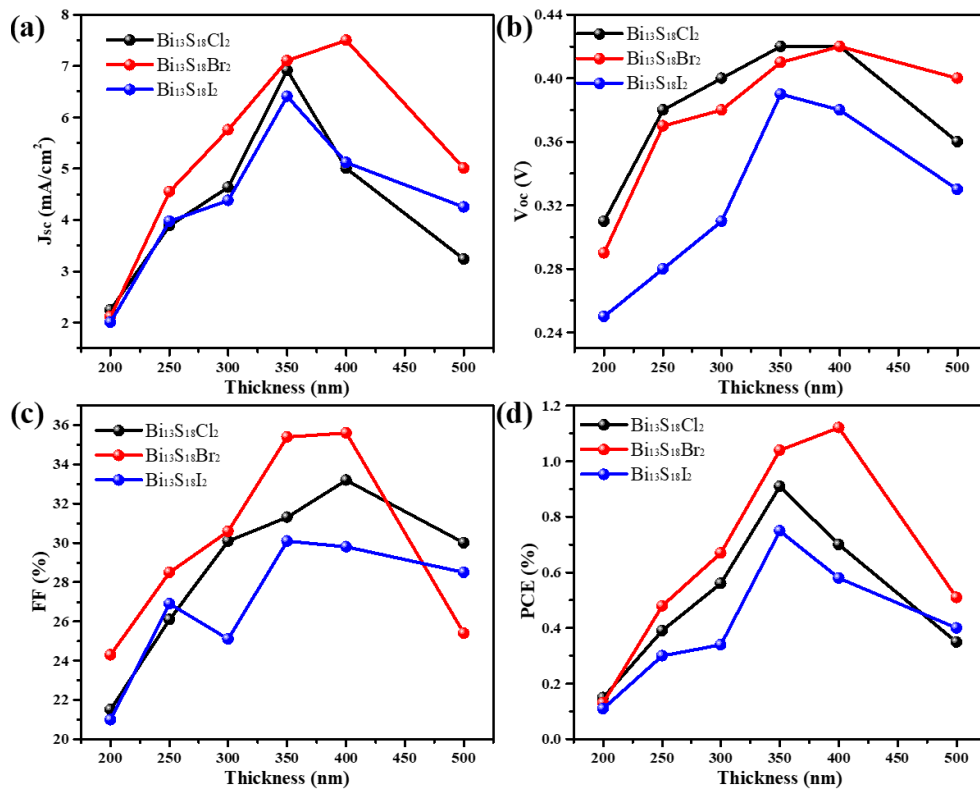 (a)
8
7
6
5
4
3
2
Jsc (mA/cm²)
Bi₁₃S₁₈Cl₂
Bi₁₃S₁₈Br₂
Bi₁₃S₁₈I₂
200 250 300 350 400 450 500
Thickness (nm)
(b)
0.44
0.40
0.36
0.32
0.28
0.24
Voc (V)
Bi₁₃S₁₈Cl₂
Bi₁₃S₁₈Br₂
Bi₁₃S₁₈I₂
200 250 300 350 400 450 500
Thickness (nm)
(c)
36
34
32
30
28
26
24
22
20
FF (%)
Bi₁₃S₁₈Cl₂
Bi₁₃S₁₈Br₂
Bi₁₃S₁₈I₂
200 250 300 350 400 450 500
Thickness (nm)
(d)
1.2
1.0
0.8
0.6
0.4
0.2
0.0
PCE (%)
Bi₁₃S₁₈Cl₂
Bi₁₃S₁₈Br₂
Bi₁₃S₁₈I₂
200 250 300 350 400 450 500
Thickness (nm)